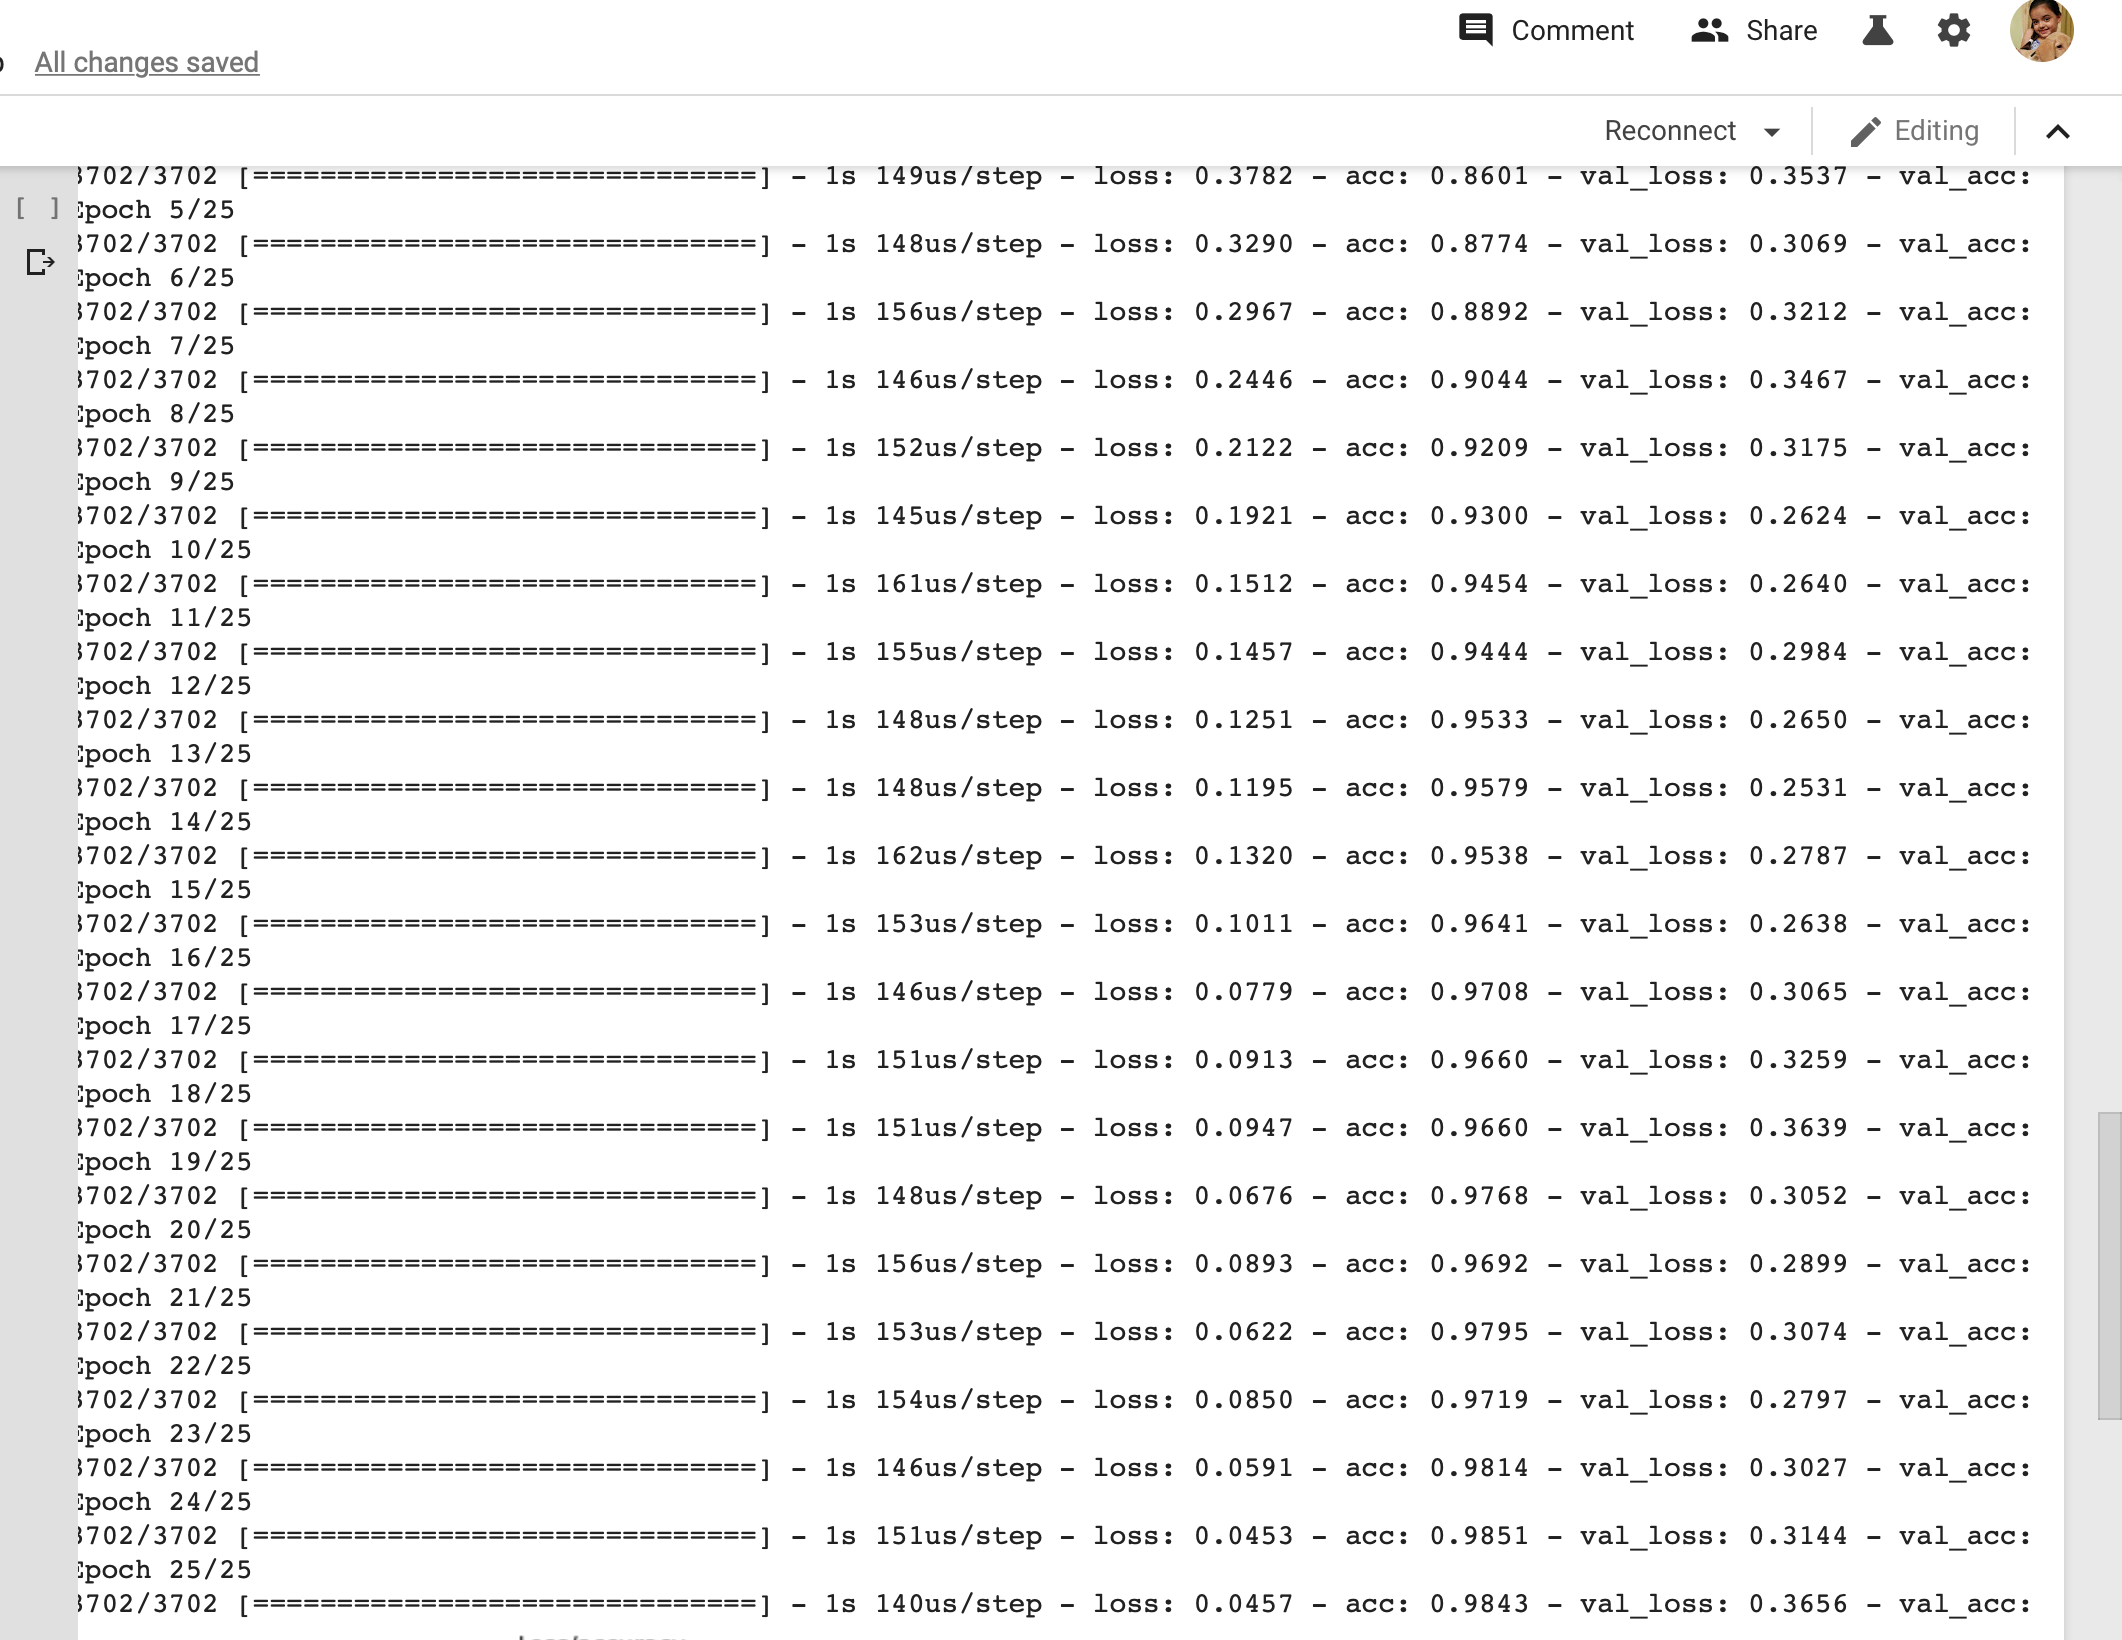 Comment Share
All changes saved
Reconnect Editing
3702/3702 [==============================] - 1s 149us/step - loss: 0.3782 - acc: 0.8601 - val_loss: 0.3537 - val_acc:
[ ] Epoch 5/25
3702/3702 [==============================] - 1s 148us/step - loss: 0.3290 - acc: 0.8774 - val_loss: 0.3069 - val_acc:
Epoch 6/25
3702/3702 [==============================] - 1s 156us/step - loss: 0.2967 - acc: 0.8892 - val_loss: 0.3212 - val_acc:
Epoch 7/25
3702/3702 [==============================] - 1s 146us/step - loss: 0.2446 - acc: 0.9044 - val_loss: 0.3467 - val_acc:
Epoch 8/25
3702/3702 [==============================] - 1s 152us/step - loss: 0.2122 - acc: 0.9209 - val_loss: 0.3175 - val_acc:
Epoch 9/25
3702/3702 [==============================] - 1s 145us/step - loss: 0.1921 - acc: 0.9300 - val_loss: 0.2624 - val_acc:
Epoch 10/25
3702/3702 [==============================] - 1s 161us/step - loss: 0.1512 - acc: 0.9454 - val_loss: 0.2640 - val_acc:
Epoch 11/25
3702/3702 [==============================] - 1s 155us/step - loss: 0.1457 - acc: 0.9444 - val_loss: 0.2984 - val_acc:
Epoch 12/25
3702/3702 [==============================] - 1s 148us/step - loss: 0.1251 - acc: 0.9533 - val_loss: 0.2650 - val_acc:
Epoch 13/25
3702/3702 [==============================] - 1s 148us/step - loss: 0.1195 - acc: 0.9579 - val_loss: 0.2531 - val_acc:
Epoch 14/25
3702/3702 [==============================] - 1s 162us/step - loss: 0.1320 - acc: 0.9538 - val_loss: 0.2787 - val_acc:
Epoch 15/25
3702/3702 [==============================] - 1s 153us/step - loss: 0.1011 - acc: 0.9641 - val_loss: 0.2638 - val_acc:
Epoch 16/25
3702/3702 [==============================] - 1s 146us/step - loss: 0.0779 - acc: 0.9708 - val_loss: 0.3065 - val_acc:
Epoch 17/25
3702/3702 [==============================] - 1s 151us/step - loss: 0.0913 - acc: 0.9660 - val_loss: 0.3259 - val_acc:
Epoch 18/25
3702/3702 [==============================] - 1s 151us/step - loss: 0.0947 - acc: 0.9660 - val_loss: 0.3639 - val_acc:
Epoch 19/25
3702/3702 [==============================] - 1s 148us/step - loss: 0.0676 - acc: 0.9768 - val_loss: 0.3052 - val_acc:
Epoch 20/25
3702/3702 [==============================] - 1s 156us/step - loss: 0.0893 - acc: 0.9692 - val_loss: 0.2899 - val_acc:
Epoch 21/25
3702/3702 [==============================] - 1s 153us/step - loss: 0.0622 - acc: 0.9795 - val_loss: 0.3074 - val_acc:
Epoch 22/25
3702/3702 [==============================] - 1s 154us/step - loss: 0.0850 - acc: 0.9719 - val_loss: 0.2797 - val_acc:
Epoch 23/25
3702/3702 [==============================] - 1s 146us/step - loss: 0.0591 - acc: 0.9814 - val_loss: 0.3027 - val_acc:
Epoch 24/25
3702/3702 [==============================] - 1s 151us/step - loss: 0.0453 - acc: 0.9851 - val_loss: 0.3144 - val_acc:
Epoch 25/25
3702/3702 [==============================] - 1s 140us/step - loss: 0.0457 - acc: 0.9843 - val_loss: 0.3656 - val_acc: